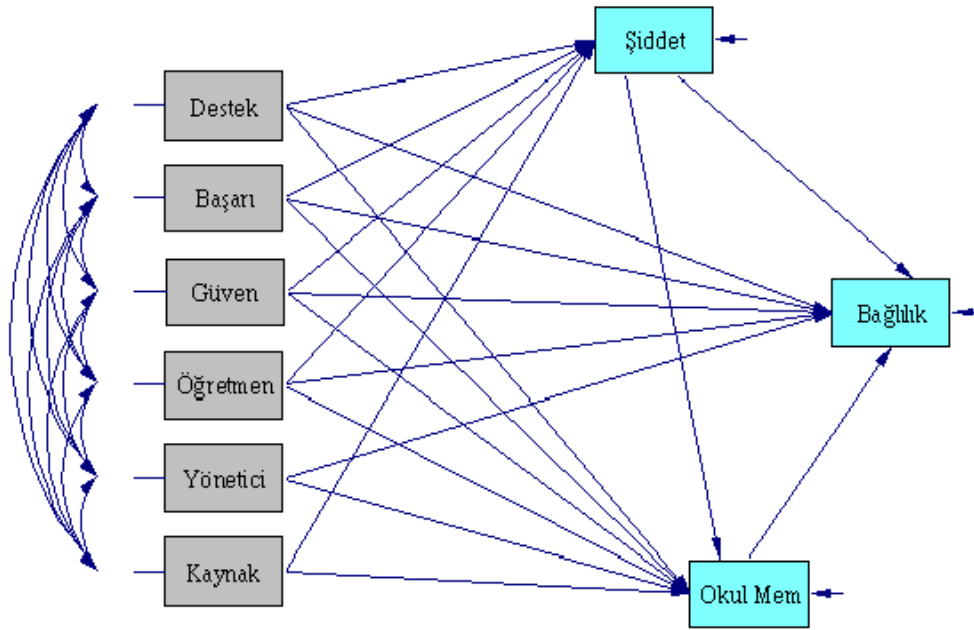 Şiddet
Destek
Başarı
Güven
Bağlılık
Öğretmen
Yönetici
Kaynak
Okul Mem